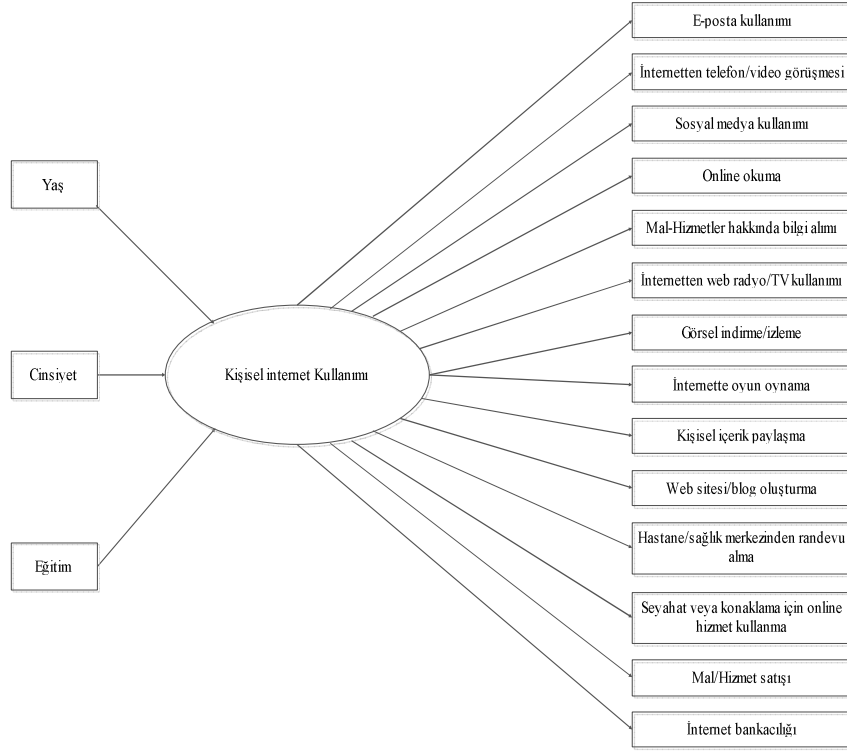 Yaş
Cinsiyet
Eğitim
Kişisel internet Kullanımı
E-posta kullanımı
İnternetten telefon/video görüşmesi
Sosyal medya kullanımı
Online okuma
Mal-Hizmetler hakkında bilgi alımı
İnternetten web radyo/TV kullanımı
Görsel indirme/izleme
İnternette oyun oynama
Kişisel içerik paylaşma
Web sitesi/blog oluşturma
Hastane/sağlık merkezinden randevu
alma
Seyahat veya konaklama için online
hizmet kullanma
Mal/Hizmet satışı
İnternet bankacılığı